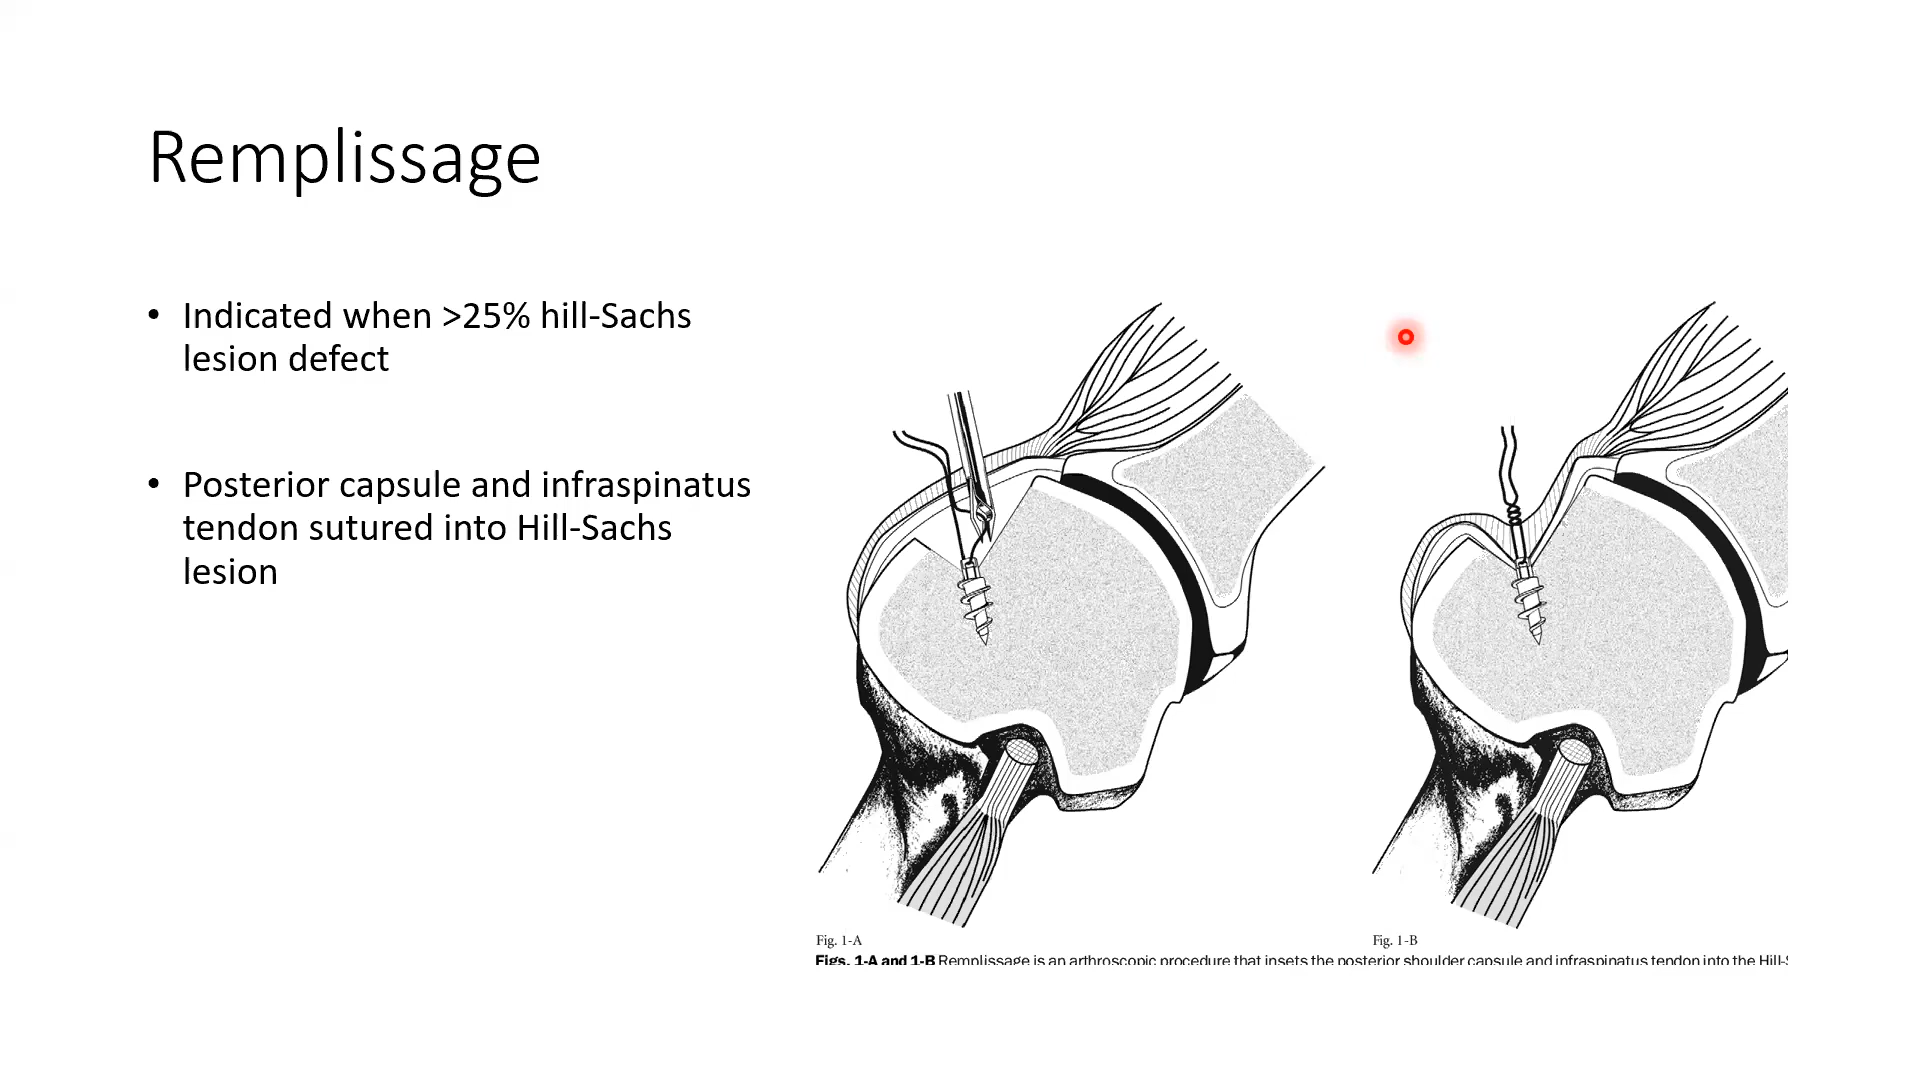 Remplissage
• Indicated when >25% hill-Sachs
lesion defect
• Posterior capsule and infraspinatus
tendon sutured into Hill-Sachs
lesion
Fig. 1-A
Fig. 1-B
Figs. 1-A and 1-B Remplissage is an arthroscopic procedure that insets the posterior shoulder capsule and infraspinatus tendon into the Hill-